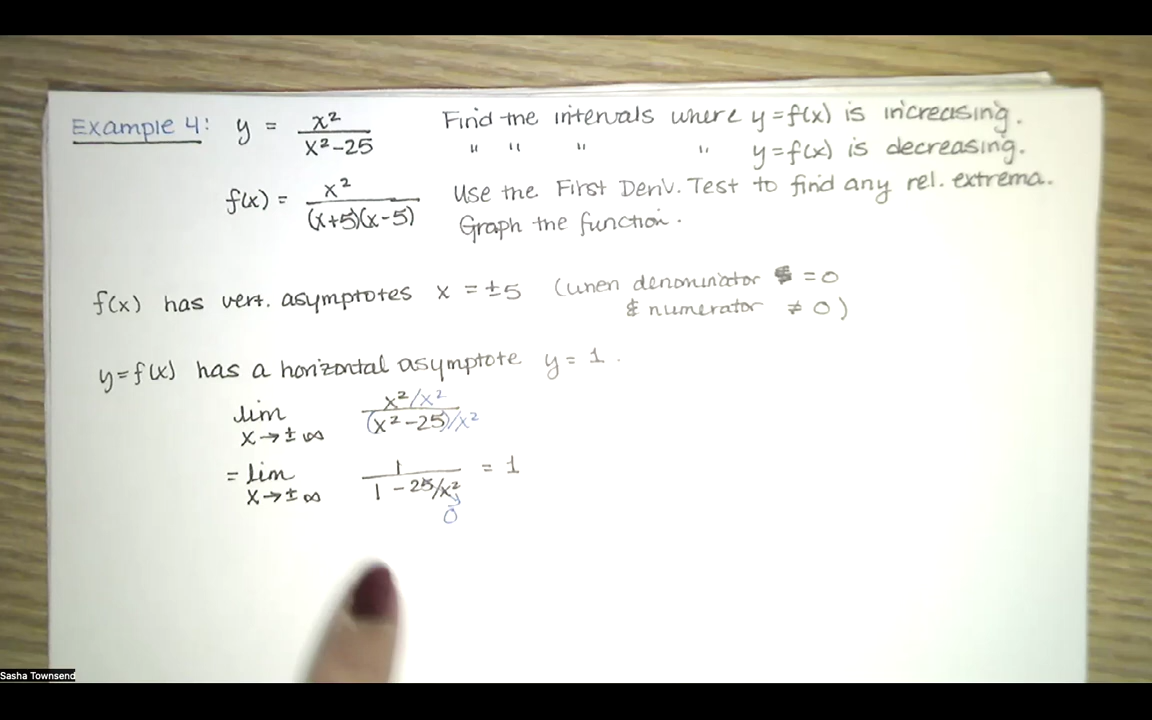 Example 4: y = x²/(x²-25) Find the intervals where y=f(x) is increasing.
" " " " y=f(x) is decreasing.
f(x) = x²/((x+5)(x-5)) Use the First Deriv. Test to find any rel. extrema.
Graph the function.
f(x) has vert. asymptotes x = ±5 (when denominator = 0
& numerator ≠ 0)
y=f(x) has a horizontal asymptote y = 1.
lim x→±∞ (x²/x²)/((x²-25)/x²)
= lim x→±∞ 1/(1 - 25/x²) = 1
0
Sasha Townsend